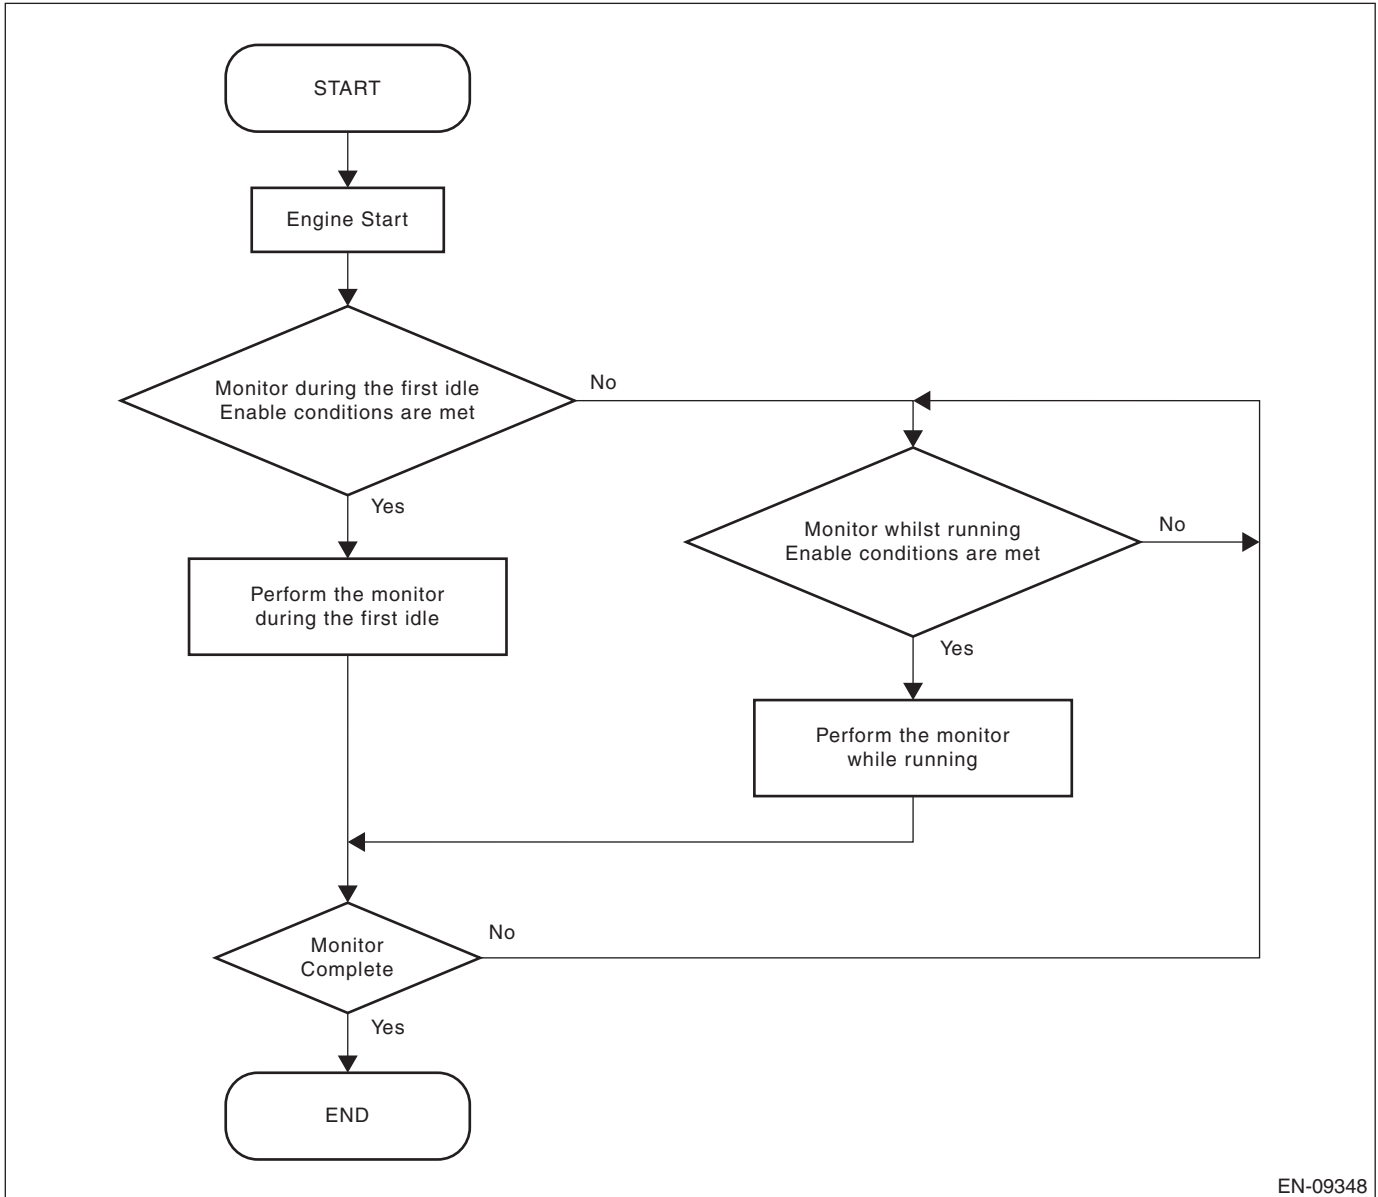 START
Engine Start
Monitor during the first idle
Enable conditions are met
No
Yes
Monitor whilst running
Enable conditions are met
No
Perform the monitor
during the first idle
Yes
Perform the monitor
while running
Monitor
Complete
No
Yes
END
EN-09348